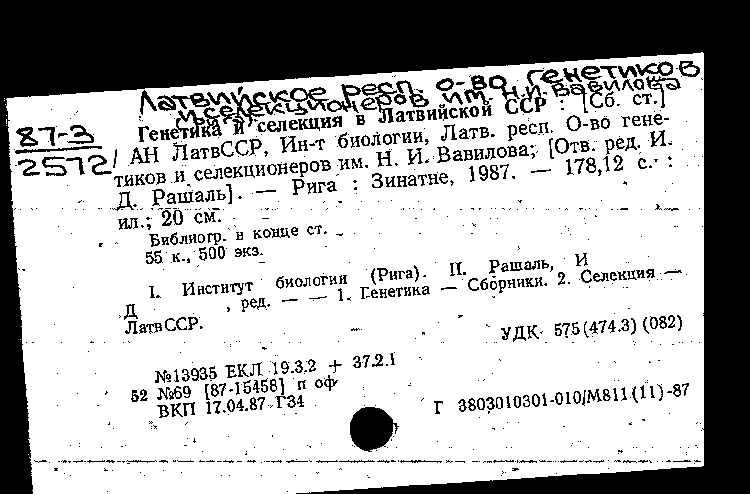 Латвийское респ. о-во генетиков
и селекционеров им. Н.И. Вавилова
87-3
2572
Генетика и селекция в Латвийской ССР : [Сб. ст.]
/ АН ЛатвССР, Ин-т биологии, Латв. респ. О-во гене-
тиков и селекционеров им. Н. И. Вавилова; [Отв. ред. И.
Д. Рашаль]. — Рига : Зинатне, 1987. — 178,12 с. :
ил.; 20 см.
Библиогр. в конце ст.
55 к., 500 экз.
I. Институт биологии (Рига). II. Рашаль, И
Д , ред. — — 1. Генетика — Сборники. 2. Селекция —
ЛатвССР.
УДК 575(474.3)(082)
№13935 ЕКЛ 19.3.2 + 37.2.1
52 №69 [87-15458] п оф
ВКП 17.04.87 Г34
Г 3803010301-010/М811(11)-87